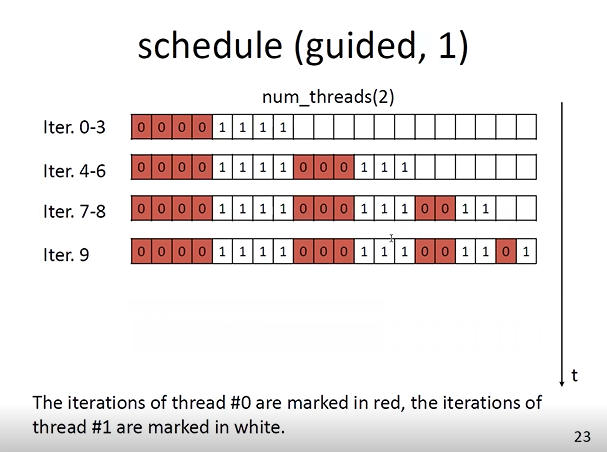 schedule (guided, 1)
num_threads(2)
Iter. 0-3 0 0 0 0 1 1 1 1
Iter. 4-6 0 0 0 0 1 1 1 1 0 0 0 1 1 1
Iter. 7-8 0 0 0 0 1 1 1 1 0 0 0 1 1 1 0 0 1 1
Iter. 9 0 0 0 0 1 1 1 1 0 0 0 1 1 1 0 0 1 1 0 1
t
The iterations of thread #0 are marked in red, the iterations of
thread #1 are marked in white.
23